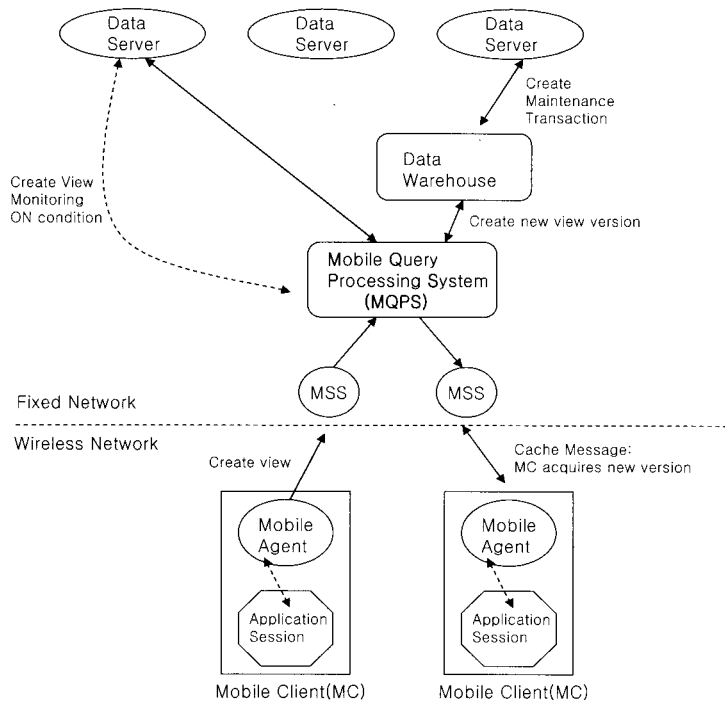 Data
Server
Data
Server
Data
Server
Create
Maintenance
Transaction
Data
Warehouse
Create View
Monitoring
ON condition
Create new view version
Mobile Query
Processing System
(MQPS)
MSS
MSS
Fixed Network
Wireless Network
Create view
Cache Message:
MC acquires new version
Mobile
Agent
Mobile
Agent
Application
Session
Application
Session
Mobile Client(MC)
Mobile Client(MC)